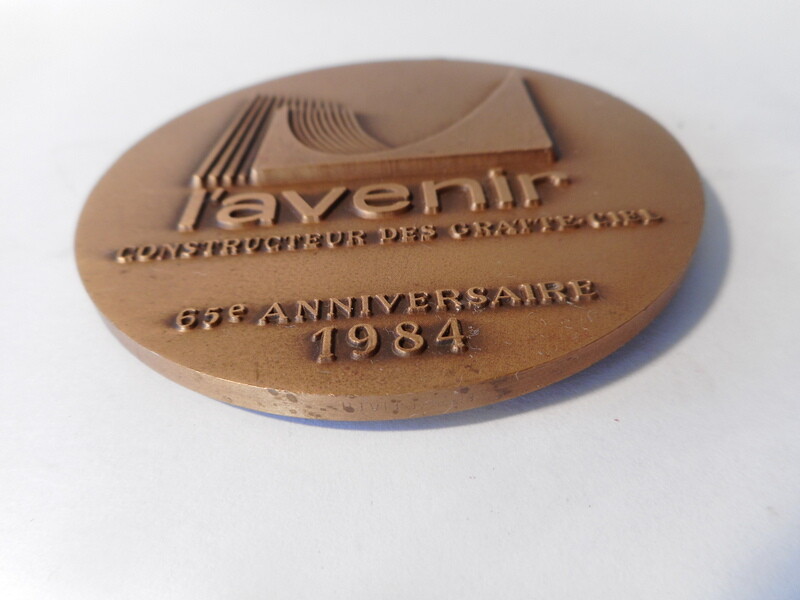 l'avenir
CONSTRUCTEUR DES GRATTE-CIEL
65e ANNIVERSAIRE
1984